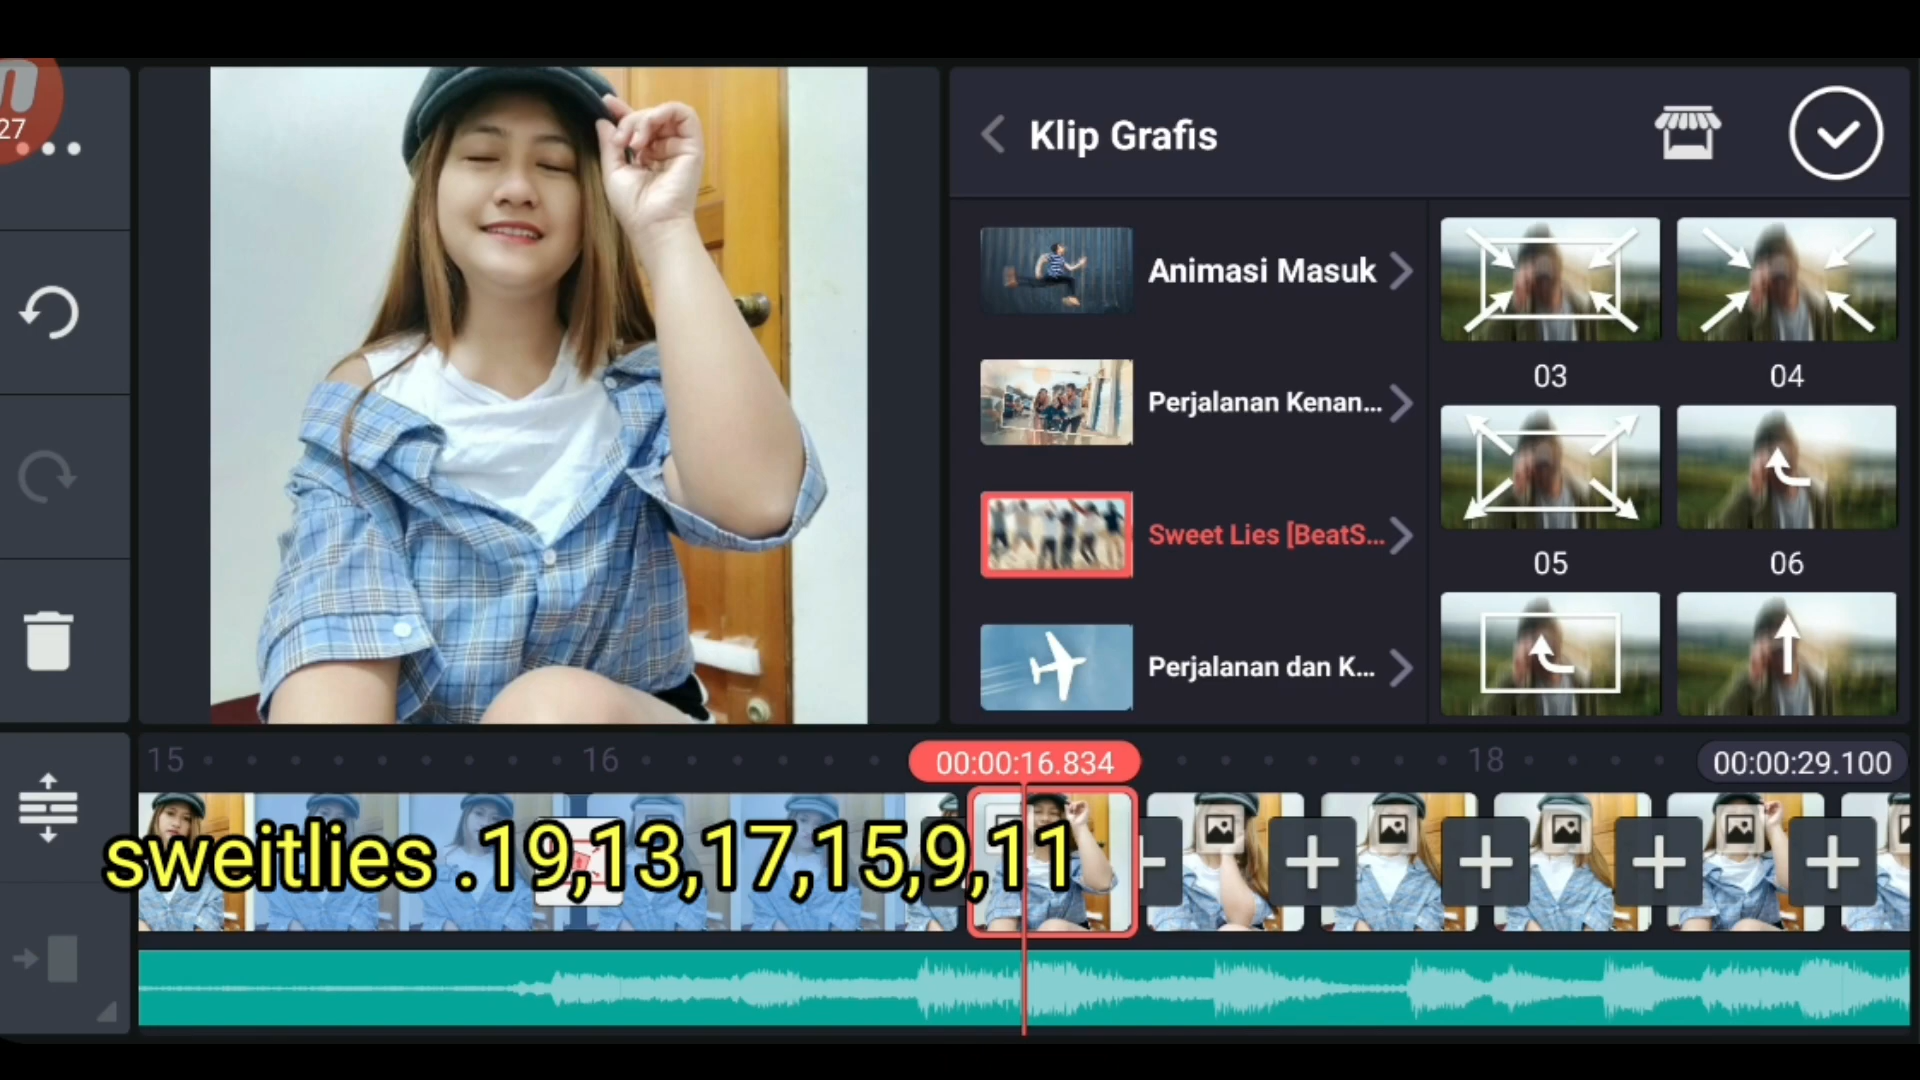 27
Klip Grafis
Animasi Masuk
Perjalanan Kenan...
Sweet Lies [BeatS...
Perjalanan dan K...
03
04
05
06
15
16
00:00:16.834
18
00:00:29.100
sweitlies .19,13,17,15,9,11